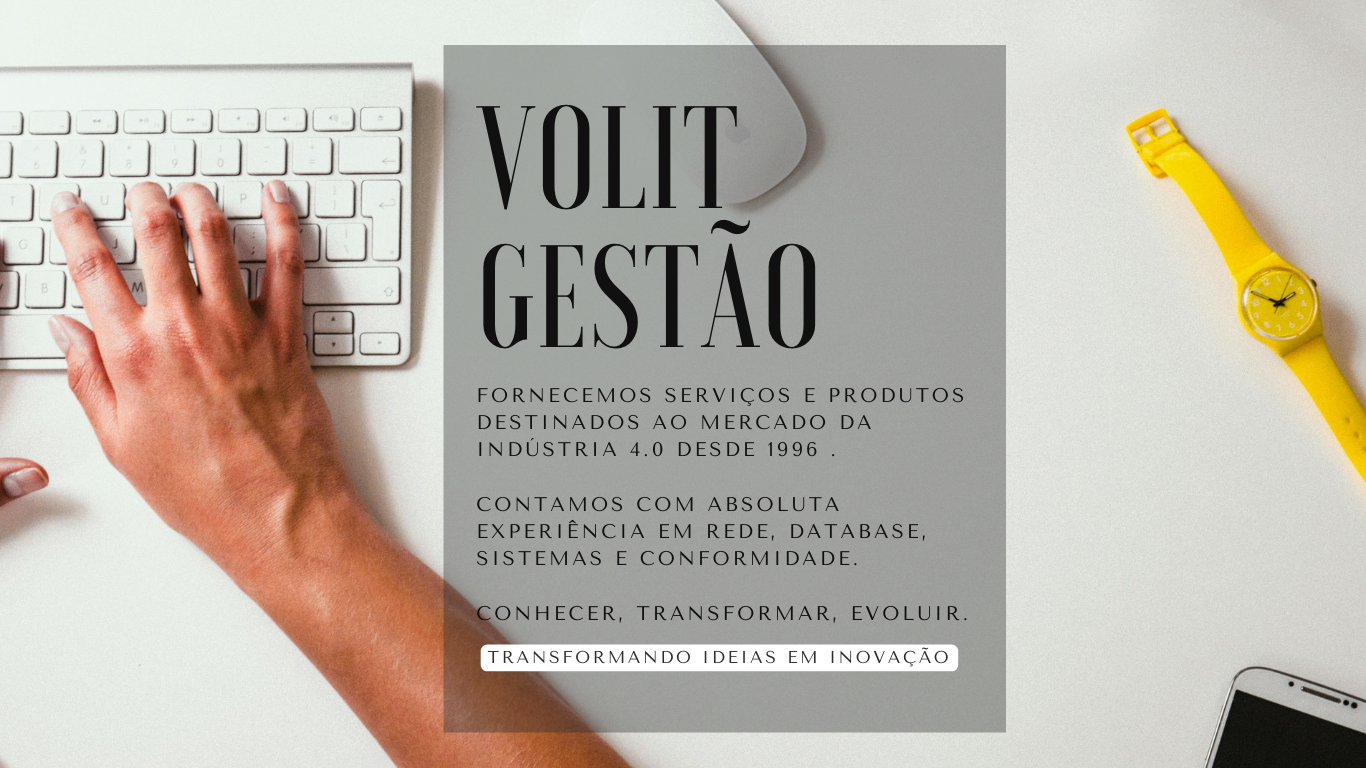 VOLIT
GESTÃO
FORNECEMOS SERVIÇOS E PRODUTOS
DESTINADOS AO MERCADO DA
INDÚSTRIA 4.0 DESDE 1996 .
CONTAMOS COM ABSOLUTA
EXPERIÊNCIA EM REDE, DATABASE,
SISTEMAS E CONFORMIDADE.
CONHECER, TRANSFORMAR, EVOLUIR.
TRANSFORMANDO IDEIAS EM INOVAÇÃO